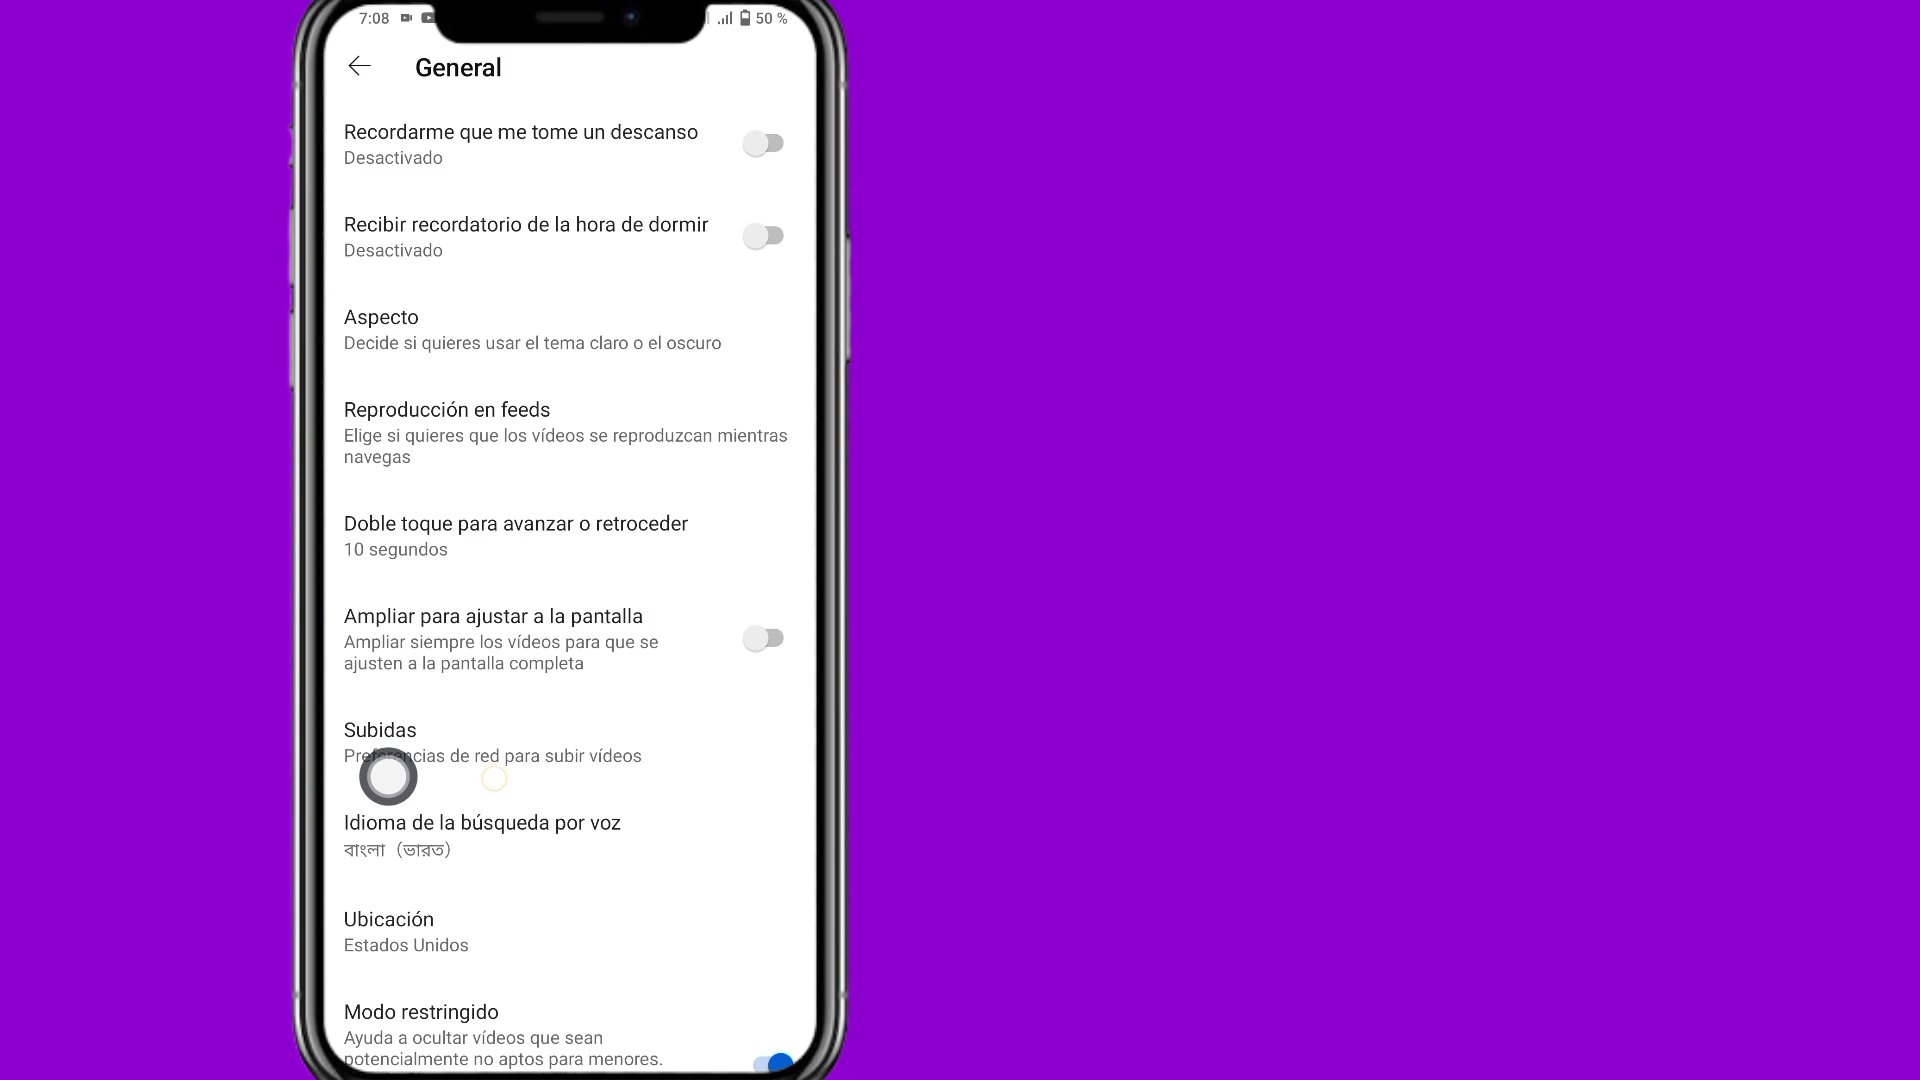 7:08
50 %
General
Recordarme que me tome un descanso
Desactivado
Recibir recordatorio de la hora de dormir
Desactivado
Aspecto
Decide si quieres usar el tema claro o el oscuro
Reproducción en feeds
Elige si quieres que los vídeos se reproduzcan mientras
navegas
Doble toque para avanzar o retroceder
10 segundos
Ampliar para ajustar a la pantalla
Ampliar siempre los vídeos para que se
ajusten a la pantalla completa
Subidas
Preferencias de red para subir vídeos
Idioma de la búsqueda por voz
বাংলা (ভারত)
Ubicación
Estados Unidos
Modo restringido
Ayuda a ocultar vídeos que sean
potencialmente no aptos para menores.